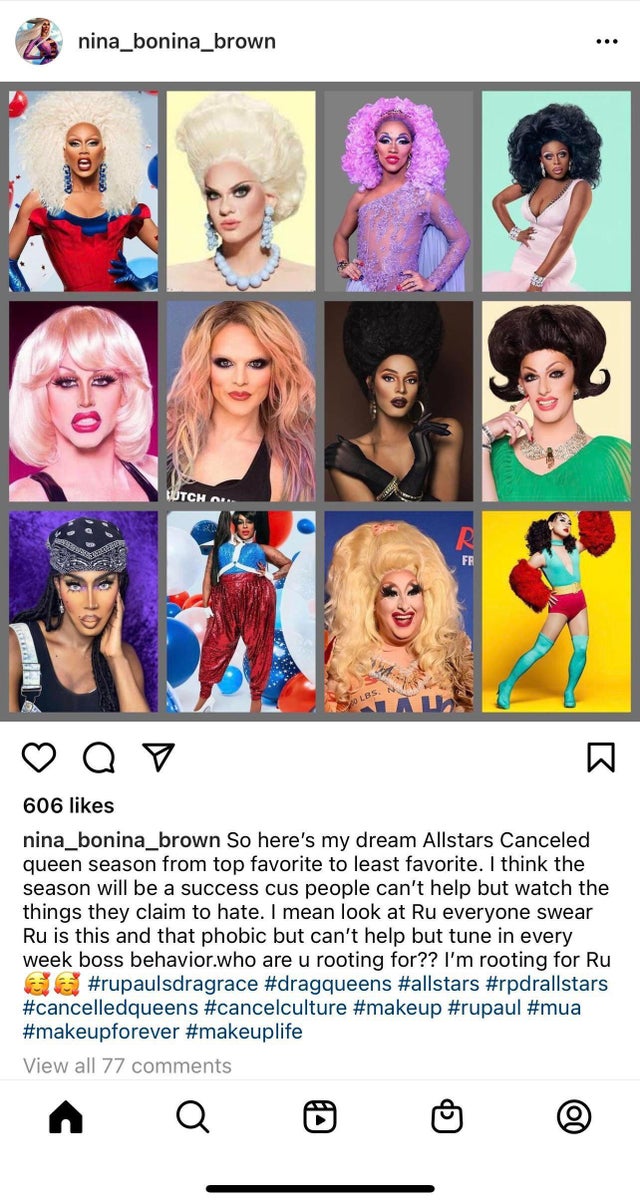 nina_bonina_brown
R
FR
LBS.
606 likes
nina_bonina_brown So here's my dream Allstars Canceled
queen season from top favorite to least favorite. I think the
season will be a success cus people can't help but watch the
things they claim to hate. I mean look at Ru everyone swear
Ru is this and that phobic but can't help but tune in every
week boss behavior.who are u rooting for?? I'm rooting for Ru
🥰🥰 #rupaulsdragrace #dragqueens #allstars #rpdrallstars
#cancelledqueens #cancelculture #makeup #rupaul #mua
#makeupforever #makeuplife
View all 77 comments